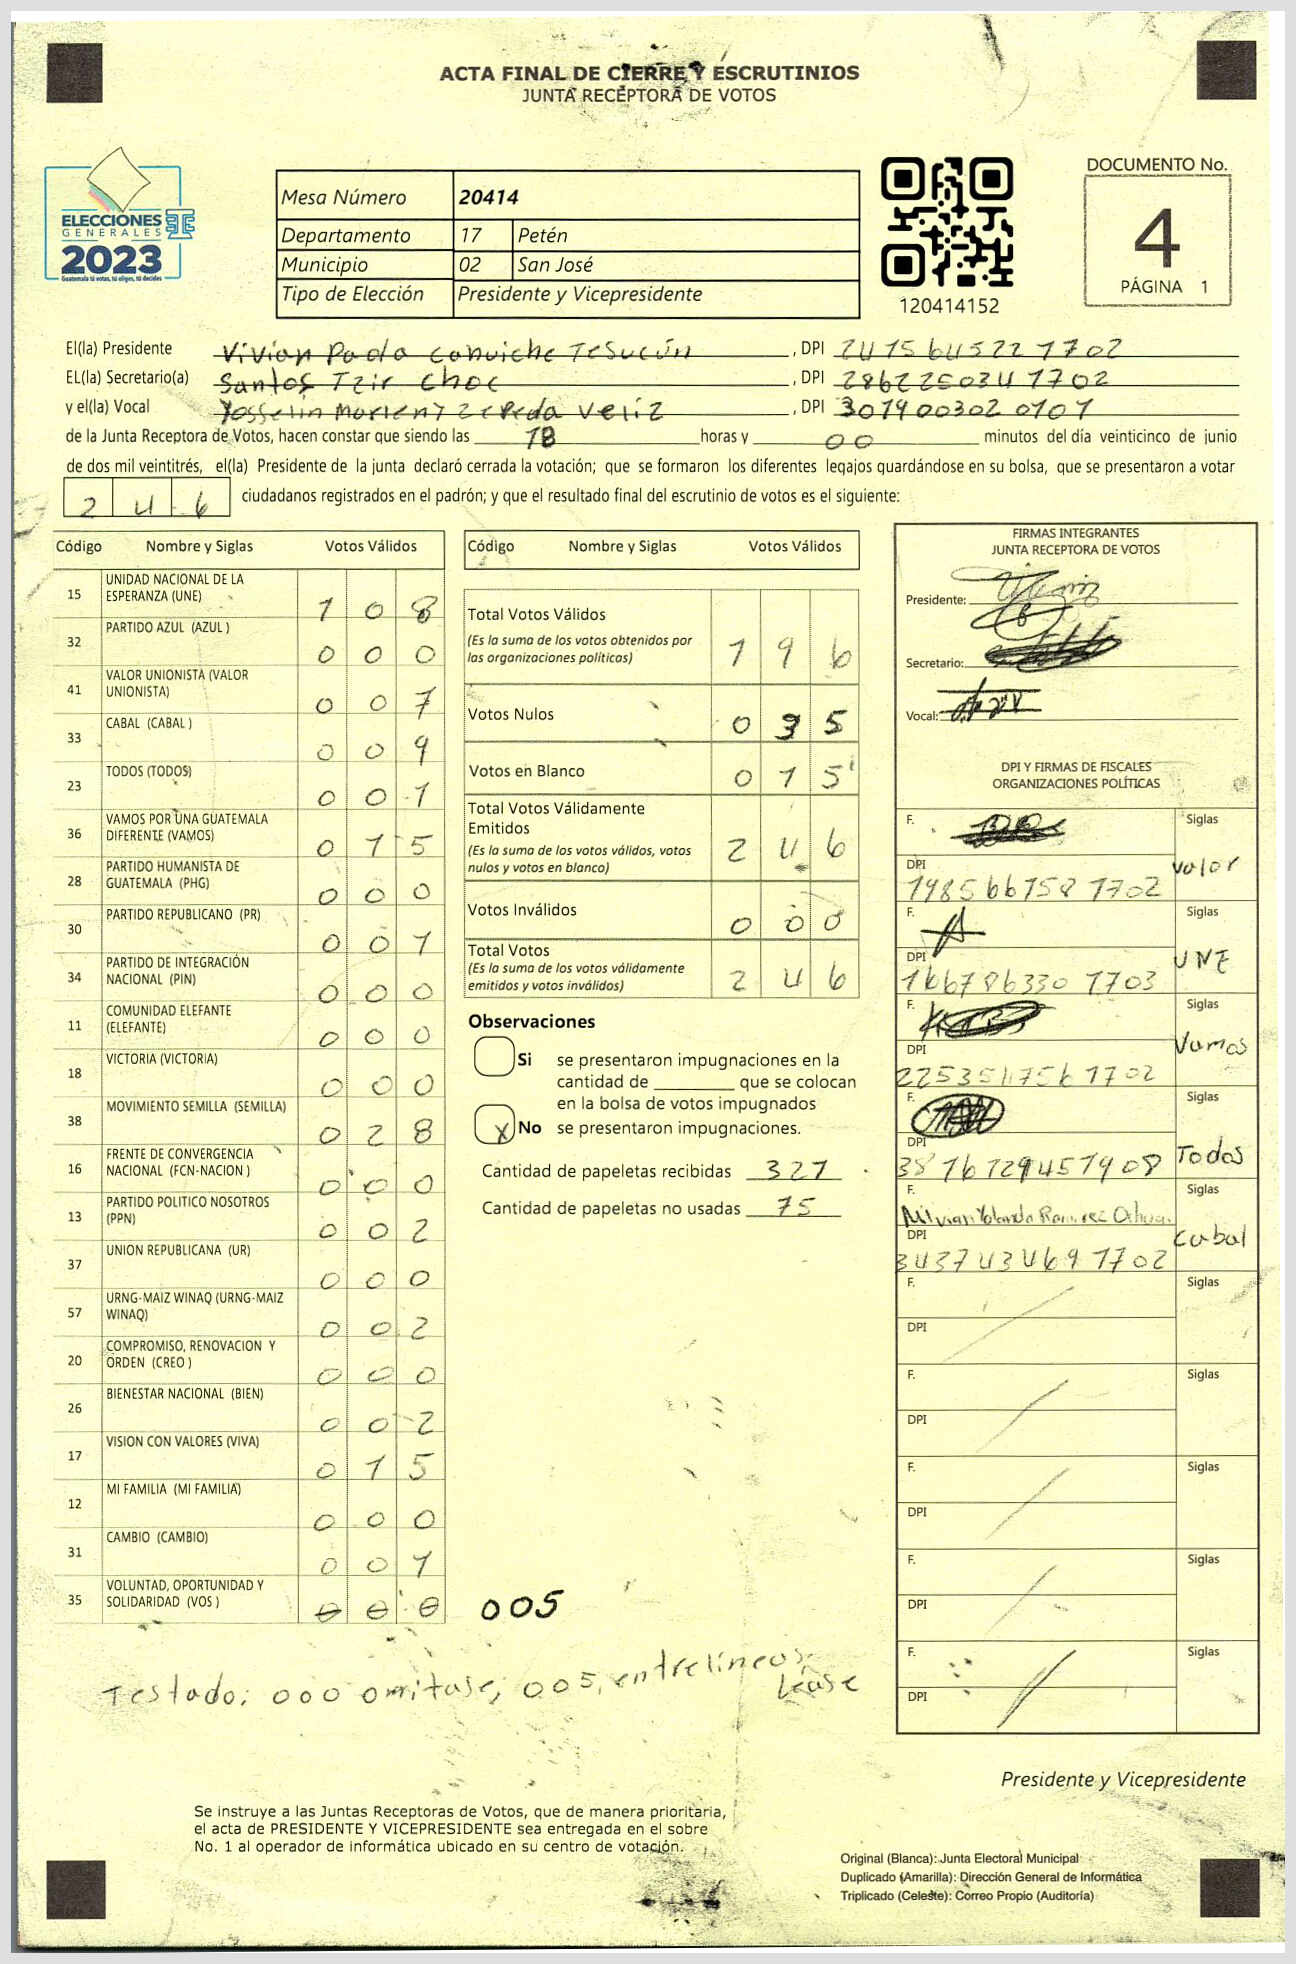 ACTA FINAL DE CIERRE Y ESCRUTINIOS
JUNTA RECEPTORA DE VOTOS
ELECCIONES
GENERALES
2023
Guatemala tú votas, tú eliges, tú decides
Mesa Número 20414
Departamento 17 Petén
Municipio 02 San José
Tipo de Elección Presidente y Vicepresidente
120414152
DOCUMENTO No.
4
PÁGINA 1
El(la) Presidente Vivian Paola Canuiche Tesucún , DPI 2417564522 1702
EL(la) Secretario(a) Santos Tzir Choc , DPI 2862225034 1702
y el(la) Vocal Yosselin Marleny Zepeda Veliz , DPI 307900302 0101
de la Junta Receptora de Votos, hacen constar que siendo las 18 horas y 00 minutos del día veinticinco de junio
de dos mil veintitrés, el(la) Presidente de la junta declaró cerrada la votación; que se formaron los diferentes legajos guardándose en su bolsa, que se presentaron a votar
2 4 6 ciudadanos registrados en el padrón; y que el resultado final del escrutinio de votos es el siguiente:
Código Nombre y Siglas Votos Válidos
15 UNIDAD NACIONAL DE LA
ESPERANZA (UNE) 1 0 8
32 PARTIDO AZUL (AZUL ) 0 0 0
41 VALOR UNIONISTA (VALOR
UNIONISTA) 0 0 7
33 CABAL (CABAL ) 0 0 9
23 TODOS (TODOS) 0 0 1
36 VAMOS POR UNA GUATEMALA
DIFERENTE (VAMOS) 0 1 5
28 PARTIDO HUMANISTA DE
GUATEMALA (PHG) 0 0 0
30 PARTIDO REPUBLICANO (PR) 0 0 1
34 PARTIDO DE INTEGRACIÓN
NACIONAL (PIN) 0 0 0
11 COMUNIDAD ELEFANTE
(ELEFANTE) 0 0 0
18 VICTORIA (VICTORIA) 0 0 0
38 MOVIMIENTO SEMILLA (SEMILLA) 0 2 8
16 FRENTE DE CONVERGENCIA
NACIONAL (FCN-NACION ) 0 0 0
13 PARTIDO POLITICO NOSOTROS
(PPN) 0 0 2
37 UNION REPUBLICANA (UR) 0 0 0
57 URNG-MAIZ WINAQ (URNG-MAIZ
WINAQ) 0 0 2
20 COMPROMISO, RENOVACION Y
ORDEN (CREO ) 0 0 0
26 BIENESTAR NACIONAL (BIEN) 0 0 2
17 VISION CON VALORES (VIVA) 0 1 5
12 MI FAMILIA (MI FAMILIA) 0 0 0
31 CAMBIO (CAMBIO) 0 0 1
35 VOLUNTAD, OPORTUNIDAD Y
SOLIDARIDAD (VOS ) 0 0 0 005
Testado: 000 omitase, 005, entrelineas.
Léase
Código Nombre y Siglas Votos Válidos
Total Votos Válidos
(Es la suma de los votos obtenidos por
las organizaciones políticas) 1 9 6
Votos Nulos 0 3 5
Votos en Blanco 0 1 5
Total Votos Válidamente
Emitidos
(Es la suma de los votos válidos, votos
nulos y votos en blanco) 2 4 6
Votos Inválidos 0 0 0
Total Votos
(Es la suma de los votos válidamente
emitidos y votos inválidos) 2 4 6
Observaciones
Si se presentaron impugnaciones en la
cantidad de ________ que se colocan
en la bolsa de votos impugnados
X No se presentaron impugnaciones.
Cantidad de papeletas recibidas 321
Cantidad de papeletas no usadas 75
FIRMAS INTEGRANTES
JUNTA RECEPTORA DE VOTOS
Presidente:
Secretario:
Vocal:
DPI Y FIRMAS DE FISCALES
ORGANIZACIONES POLÍTICAS
F. Siglas
valor
DPI
1985667581702
F. Siglas
UNE
DPI
166786330 1703
F. Siglas
Vamos
DPI
F. Siglas
Todos
DPI
3876729451908
F. Siglas
Milvian Yolanda Ramirez Ochoa
Cabal
DPI
343743469 1702
F. Siglas
DPI
F. Siglas
DPI
F. Siglas
DPI
F. Siglas
DPI
F. Siglas
DPI
Presidente y Vicepresidente
Se instruye a las Juntas Receptoras de Votos, que de manera prioritaria,
el acta de PRESIDENTE Y VICEPRESIDENTE sea entregada en el sobre
No. 1 al operador de informática ubicado en su centro de votación.
Original (Blanca): Junta Electoral Municipal
Duplicado (Amarilla): Dirección General de Informática
Triplicado (Celeste): Correo Propio (Auditoría)